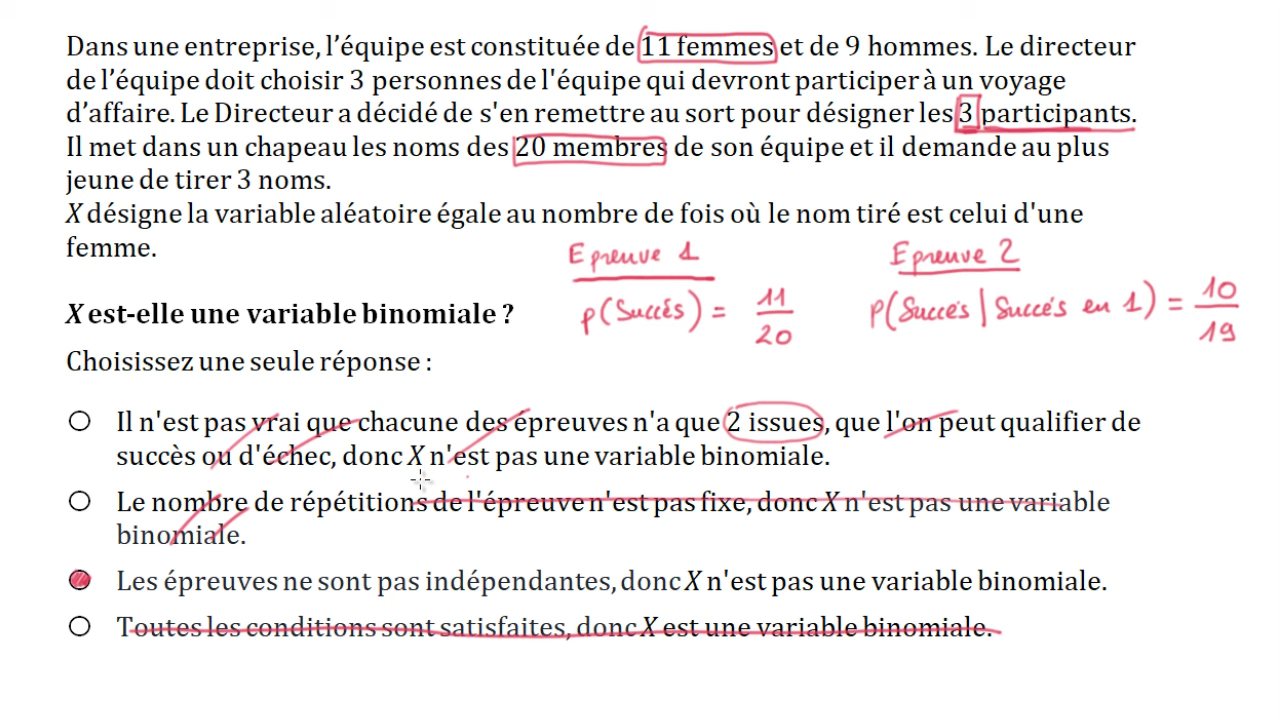 Dans une entreprise, l’équipe est constituée de 11 femmes et de 9 hommes. Le directeur
de l’équipe doit choisir 3 personnes de l'équipe qui devront participer à un voyage
d’affaire. Le Directeur a décidé de s'en remettre au sort pour désigner les 3 participants.
Il met dans un chapeau les noms des 20 membres de son équipe et il demande au plus
jeune de tirer 3 noms.
X désigne la variable aléatoire égale au nombre de fois où le nom tiré est celui d'une
femme.
Epreuve 1
Epreuve 2
p(Succés) = 11/20
P(Succés | Succés en 1) = 10/19
X est-elle une variable binomiale ?
Choisissez une seule réponse :
Il n'est pas vrai que chacune des épreuves n'a que 2 issues, que l'on peut qualifier de
succès ou d'échec, donc X n'est pas une variable binomiale.
Le nombre de répétitions de l'épreuve n'est pas fixe, donc X n'est pas une variable
binomiale.
Les épreuves ne sont pas indépendantes, donc X n'est pas une variable binomiale.
Toutes les conditions sont satisfaites, donc X est une variable binomiale.